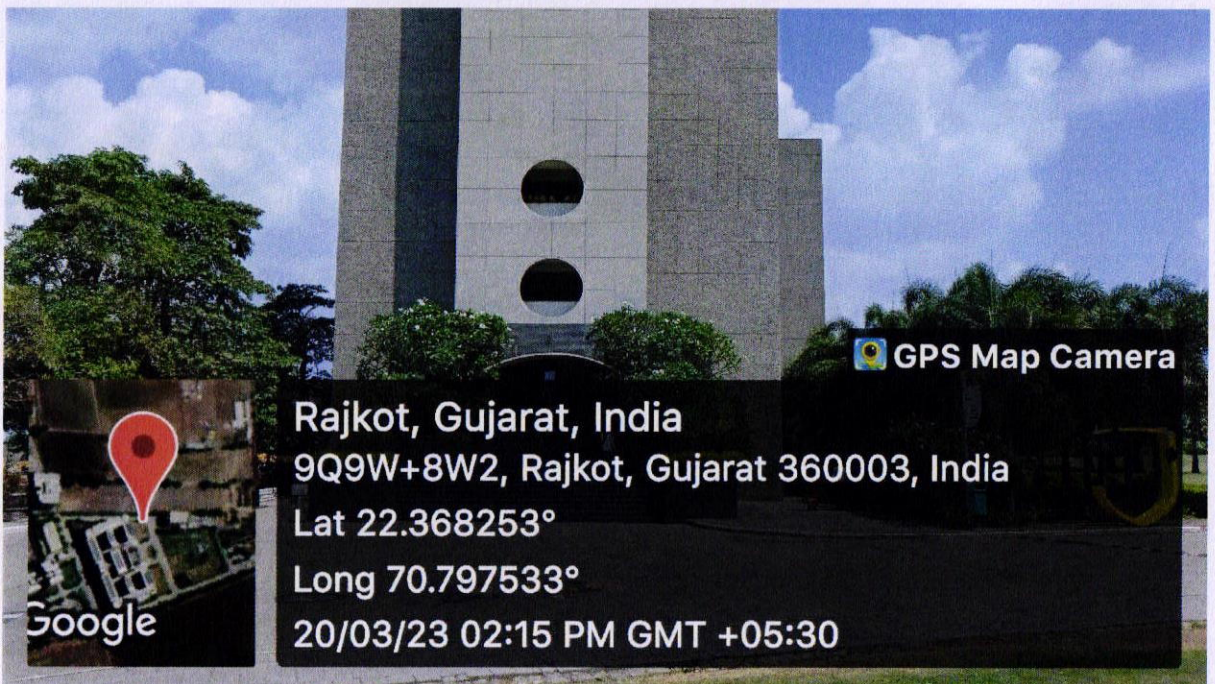 GPS Map Camera
Rajkot, Gujarat, India
9Q9W+8W2, Rajkot, Gujarat 360003, India
Lat 22.368253°
Long 70.797533°
20/03/23 02:15 PM GMT +05:30
Google